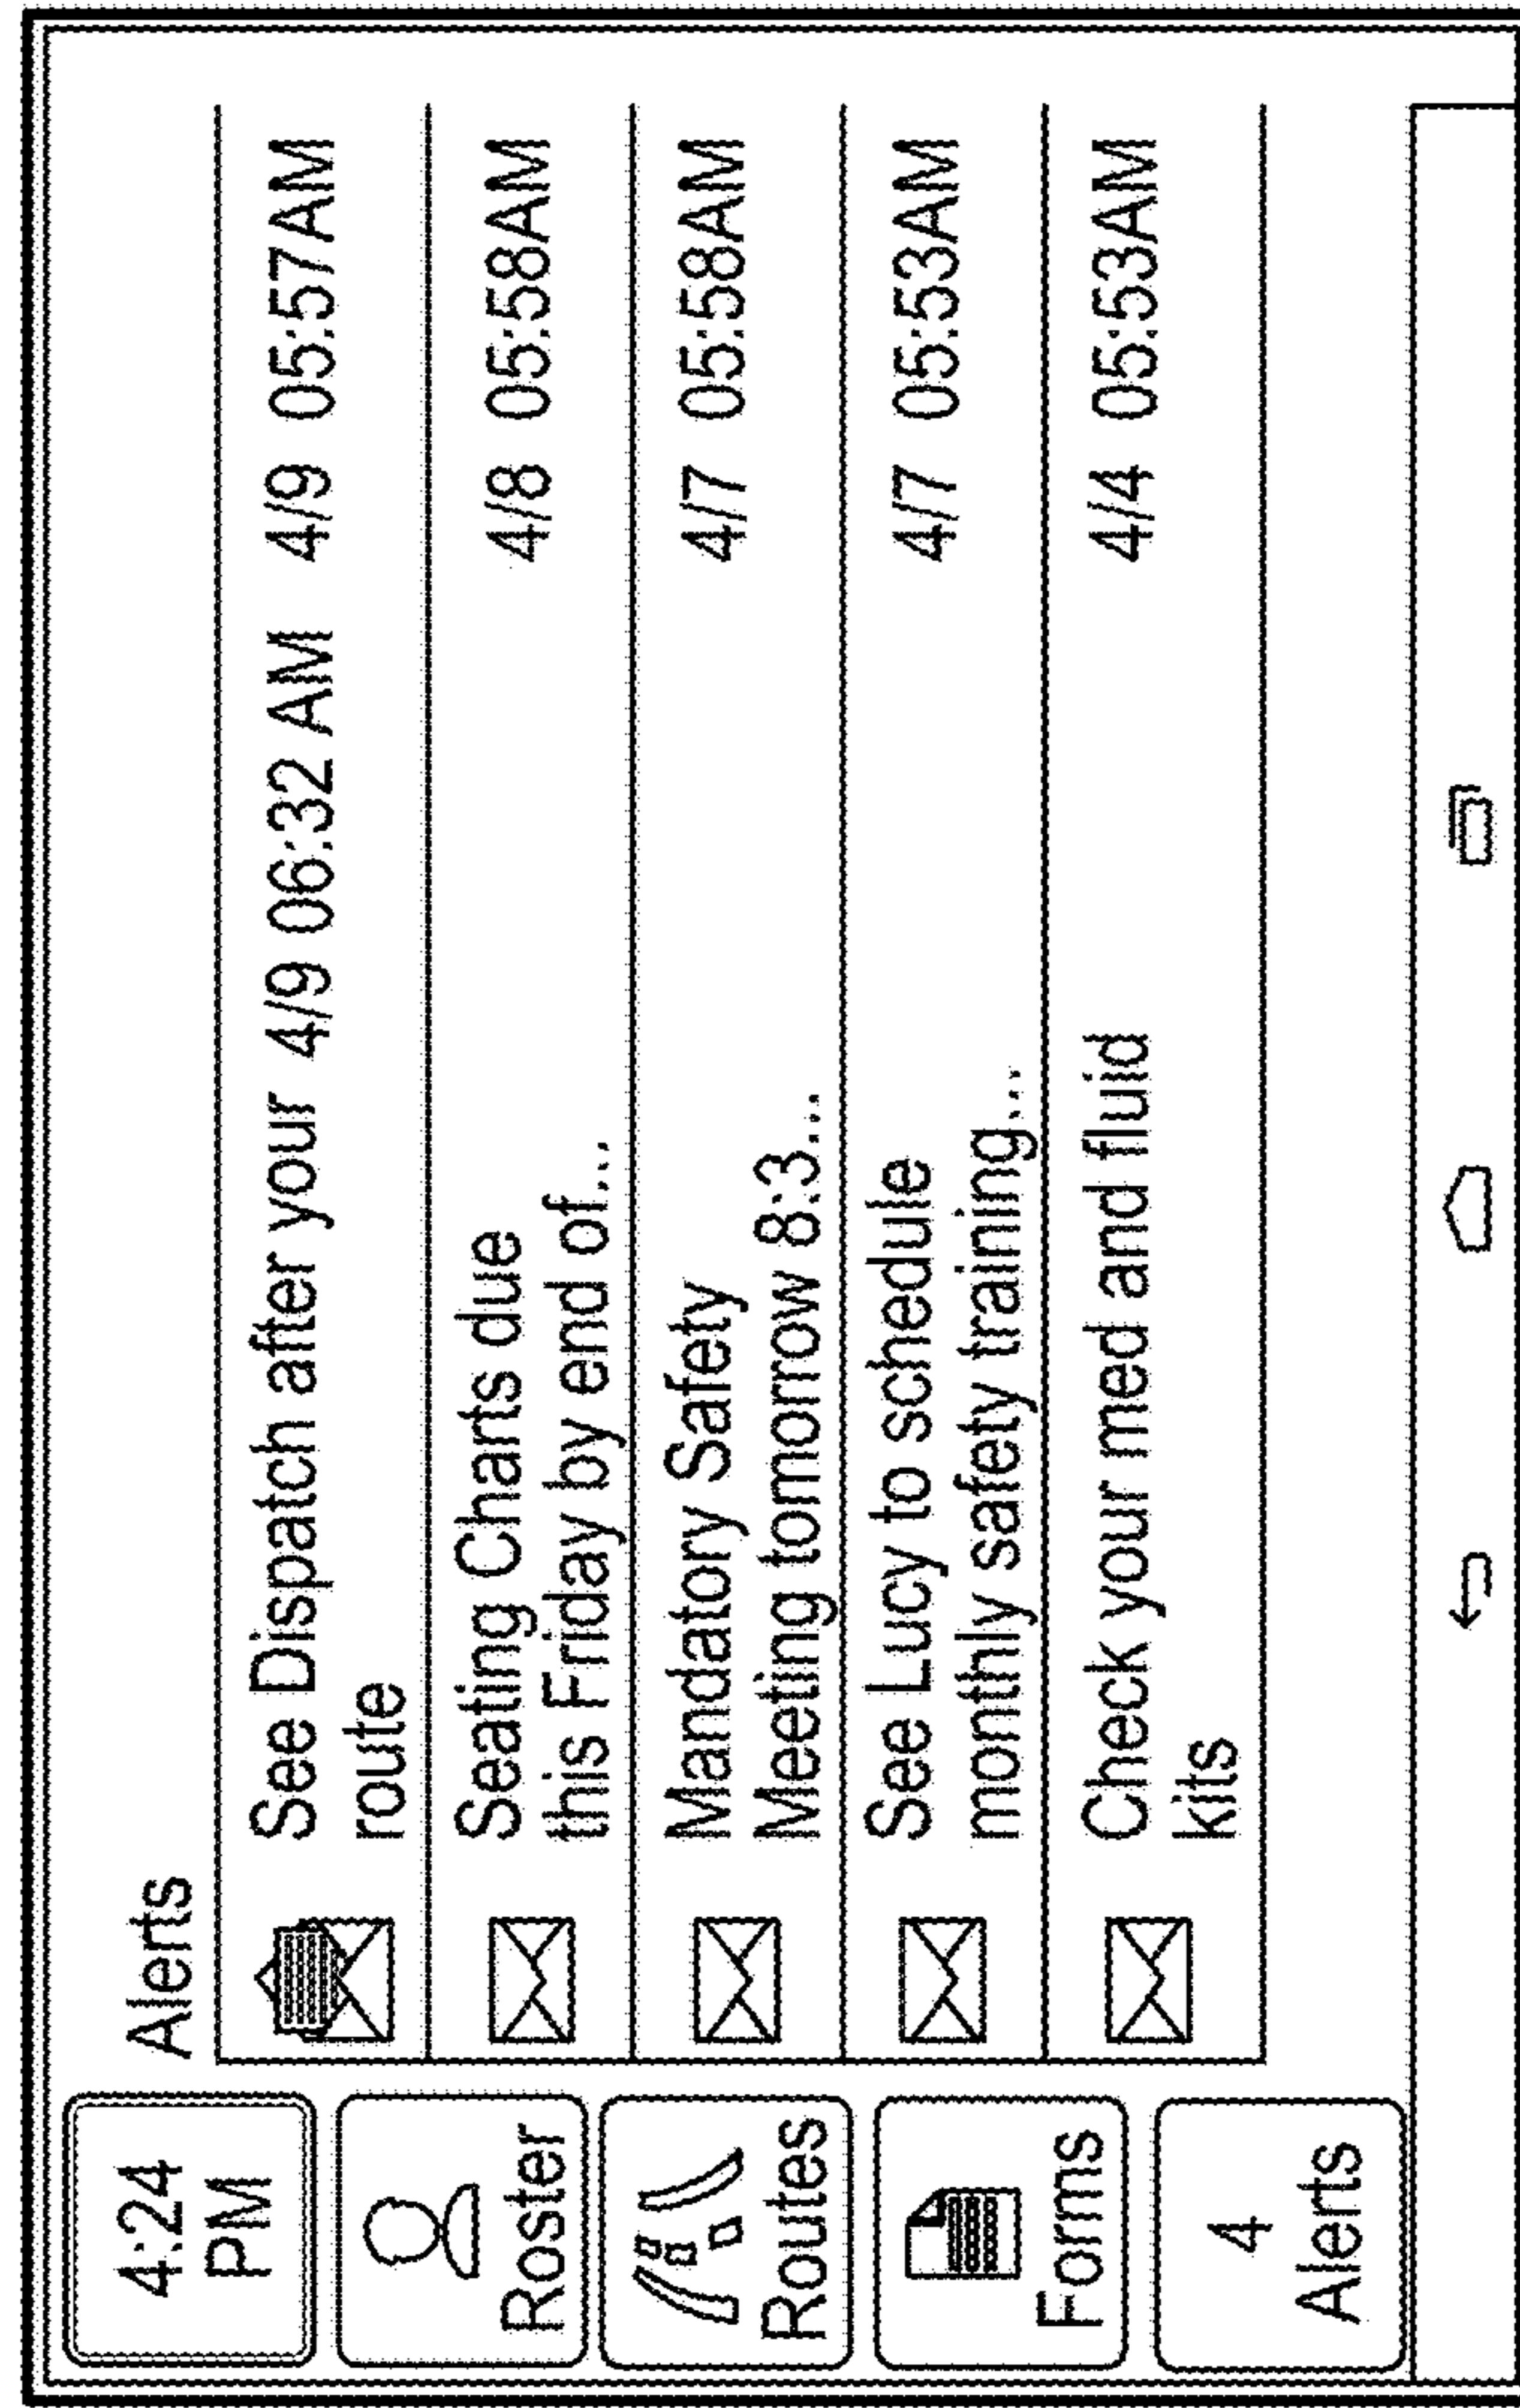 4:24
PM
Roster
Routes
Forms
4
Alerts
Alerts
See Dispatch after your 4/9 06:32 AM 4/9 05:57AM
route
Seating Charts due 4/8 05:58AM
this Friday by end of...
Mandatory Safety 4/7 05:58AM
Meeting tomorrow 8:3...
See Lucy to schedule 4/7 05:53AM
monthly safety training...
Check your med and fluid 4/4 05:53AM
kits